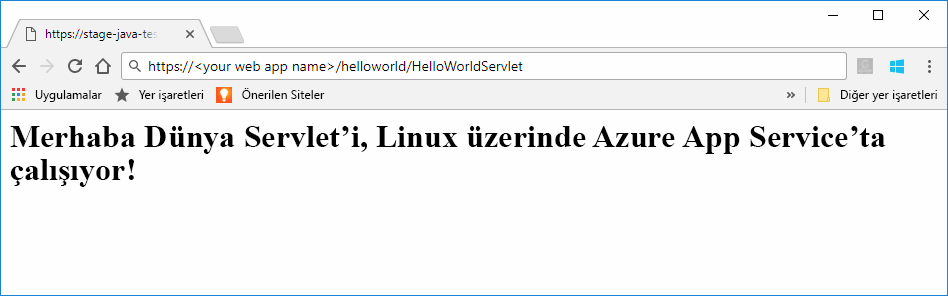 https://stage-java-tes
https://<your web app name>/helloworld/HelloWorldServlet
Uygulamalar Yer işaretleri Önerilen Siteler » Diğer yer işaretleri
Merhaba Dünya Servlet’i, Linux üzerinde Azure App Service’ta
çalışıyor!